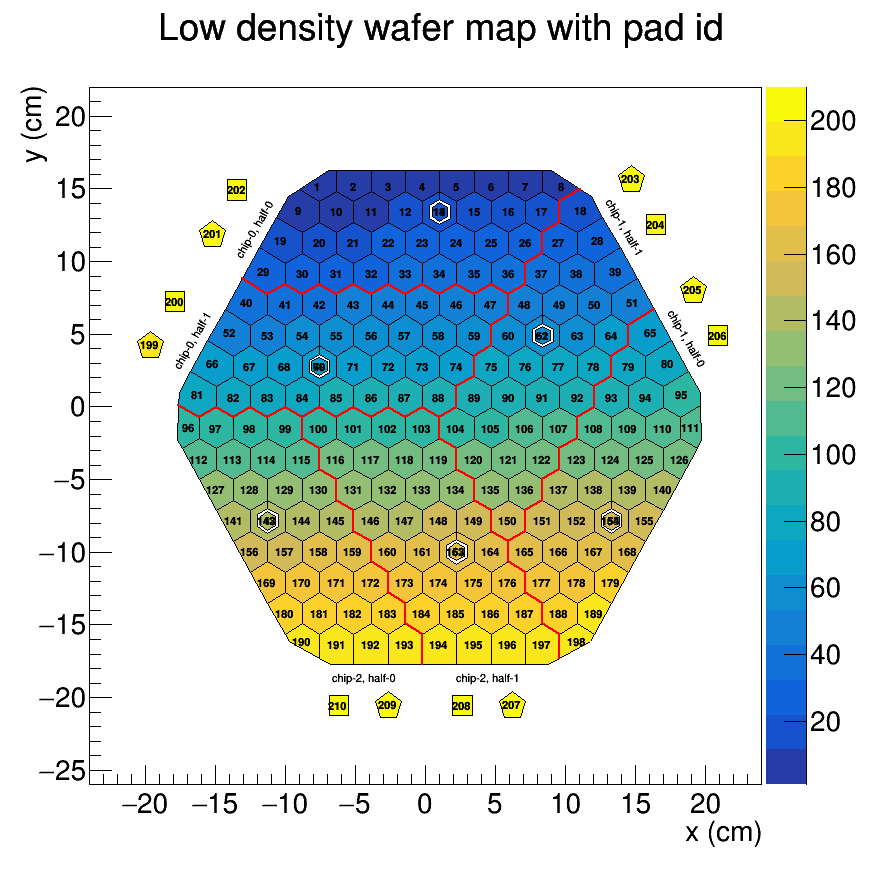 Low density wafer map with pad id
y (cm)
20
15
10
5
0
−5
−10
−15
−20
−25
202
201
200
199
chip-0, half-0
chip-0, half-1
203
204
205
206
chip-1, half-1
chip-1, half-0
1 2 3 4 5 6 7 8
9 10 11 12 15 16 17 18
19 20 21 22 23 24 25 26 27 28
29 30 31 32 33 34 35 36 37 38 39
40 41 42 43 44 45 46 47 48 49 50 51
52 53 54 55 56 57 58 59 60 62 63 64 65
66 67 68 71 72 73 74 75 76 77 78 79 80
81 82 83 84 85 86 87 88 89 90 91 92 93 94 95
96 97 98 99 100 101 102 103 104 105 106 107 108 109 110 111
112 113 114 115 116 117 118 119 120 121 122 123 124 125 126
127 128 129 130 131 132 133 134 135 136 137 138 139 140
141 144 145 146 147 148 149 150 151 152 155
156 157 158 159 160 161 164 165 166 167 168
169 170 171 172 173 174 175 176 177 178 179
180 181 182 183 184 185 186 187 188 189
190 191 192 193 194 195 196 197 198
chip-2, half-0 chip-2, half-1
210 209 208 207
−20 −15 −10 −5 0 5 10 15 20
x (cm)
200
180
160
140
120
100
80
60
40
20